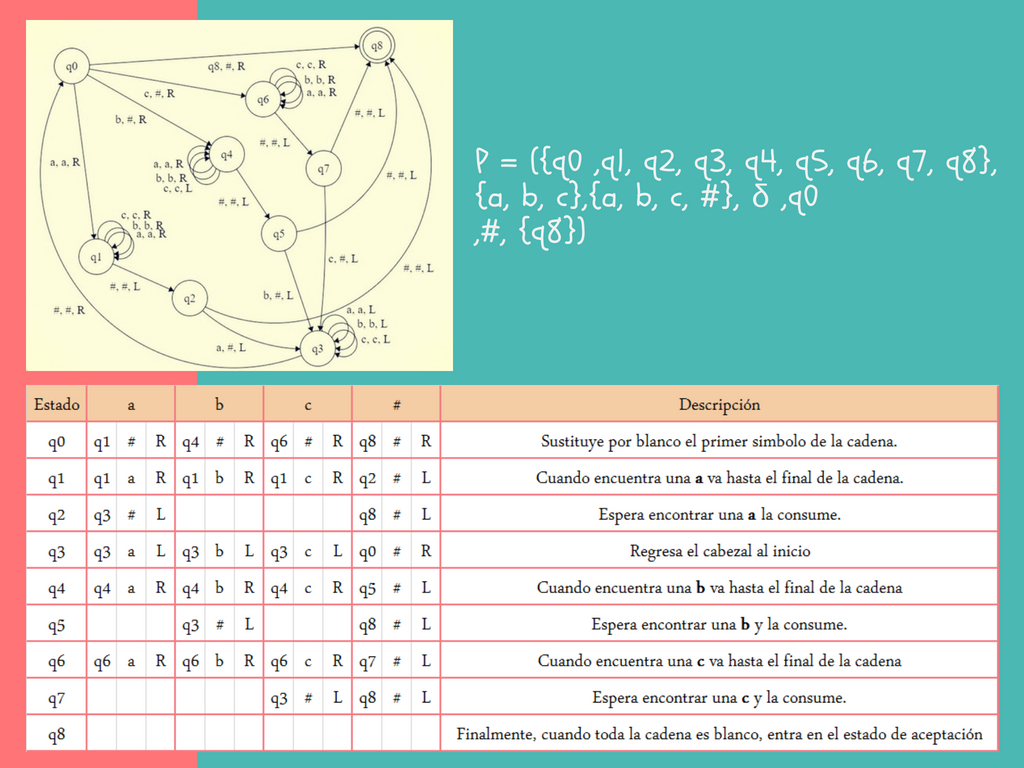 q0
q8
q8, #, R
c, c, R
b, b, R
a, a, R
c, #, R
q6
b, #, R
#, #, L
#, #, L
q4
a, a, R
b, b, R
c, c, L
q7
a, a, R
#, #, L
#, #, L
c, c, R
b, b, R
a, a, R
q5
q1
c, #, L
#, #, L
#, #, L
q2
b, #, L
#, #, R
a, a, L
b, b, L
c, c, L
a, #, L
q3
P = ({q0 ,q1, q2, q3, q4, q5, q6, q7, q8},
{a, b, c},{a, b, c, #}, δ ,q0
,#, {q8})
Estado a b c # Descripción
q0 q1 # R q4 # R q6 # R q8 # R Sustituye por blanco el primer simbolo de la cadena.
q1 q1 a R q1 b R q1 c R q2 # L Cuando encuentra una a va hasta el final de la cadena.
q2 q3 # L q8 # L Espera encontrar una a la consume.
q3 q3 a L q3 b L q3 c L q0 # R Regresa el cabezal al inicio
q4 q4 a R q4 b R q4 c R q5 # L Cuando encuentra una b va hasta el final de la cadena
q5 q3 # L q8 # L Espera encontrar una b y la consume.
q6 q6 a R q6 b R q6 c R q7 # L Cuando encuentra una c va hasta el final de la cadena
q7 q3 # L q8 # L Espera encontrar una c y la consume.
q8 Finalmente, cuando toda la cadena es blanco, entra en el estado de aceptación